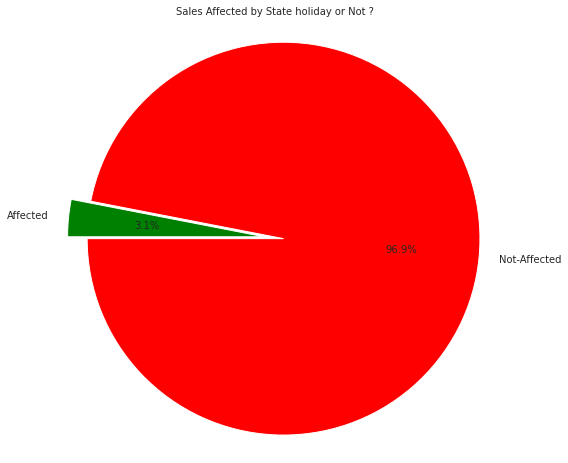 Sales Affected by State holiday or Not ?
Affected
3.1%
96.9%
Not-Affected